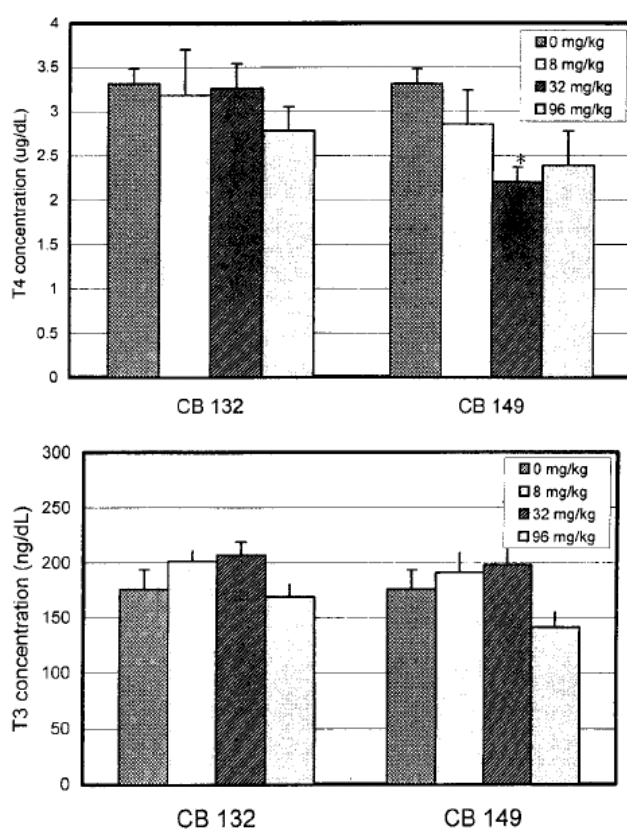 4
3.5
3
2.5
2
1.5
1
0.5
0
T4 concentration (ug/dL)
0 mg/kg
8 mg/kg
32 mg/kg
96 mg/kg
*
CB 132 CB 149
300
250
200
150
100
50
0
T3 concentration (ng/dL)
0 mg/kg
8 mg/kg
32 mg/kg
96 mg/kg
CB 132 CB 149